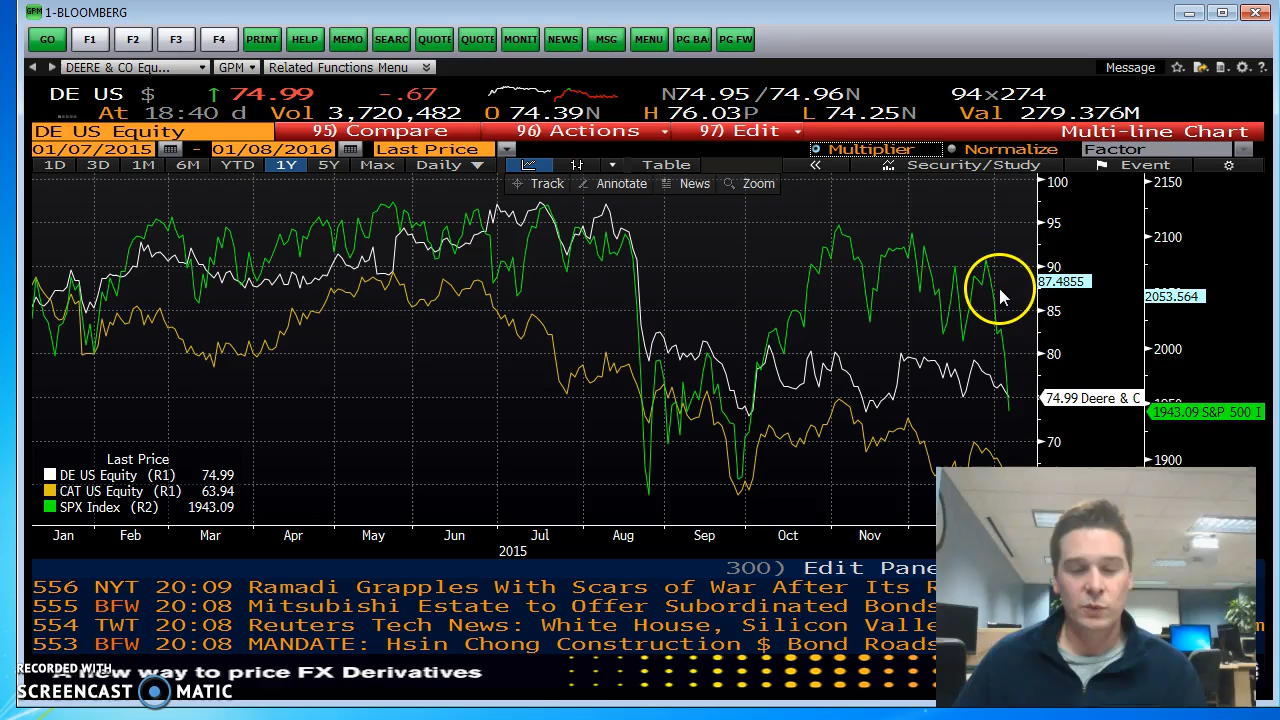 GPM 1-BLOOMBERG
GO F1 F2 F3 F4 PRINT HELP MEMO SEARC QUOTE QUOTE MONIT NEWS MSG MENU PG BA PG FW
DEERE & CO Equ... GPM Related Functions Menu Message
DE US $ ↑ 74.99 -.67 N74.95/74.96N 94x274
At 18:40 d Vol 3,720,482 O 74.39N H 76.03P L 74.25N Val 279.376M
DE US Equity 95) Compare 96) Actions 97) Edit Multi-line Chart
01/07/2015 - 01/08/2016 Last Price Multiplier Normalize Factor
1D 3D 1M 6M YTD 1Y 5Y Max Daily Table Security/Study Event
Track Annotate News Zoom
100 2150
95
2100
90
87.4855
2053.564
85
80 2000
74.99 Deere & C
1943.09 S&P 500 I
70
1900
Last Price
DE US Equity (R1) 74.99
CAT US Equity (R1) 63.94
SPX Index (R2) 1943.09
Jan Feb Mar Apr May Jun Jul Aug Sep Oct Nov
2015
300) Edit Pane
556 NYT 20:09 Ramadi Grapples With Scars of War After Its R
555 BFW 20:08 Mitsubishi Estate to Offer Subordinated Bonds
554 TWT 20:08 Reuters Tech News: White House, Silicon Valle
553 BFW 20:08 MANDATE: Hsin Chong Construction $ Bond Roads
way to price FX Derivatives
RECORDED WITH
SCREENCAST MATIC